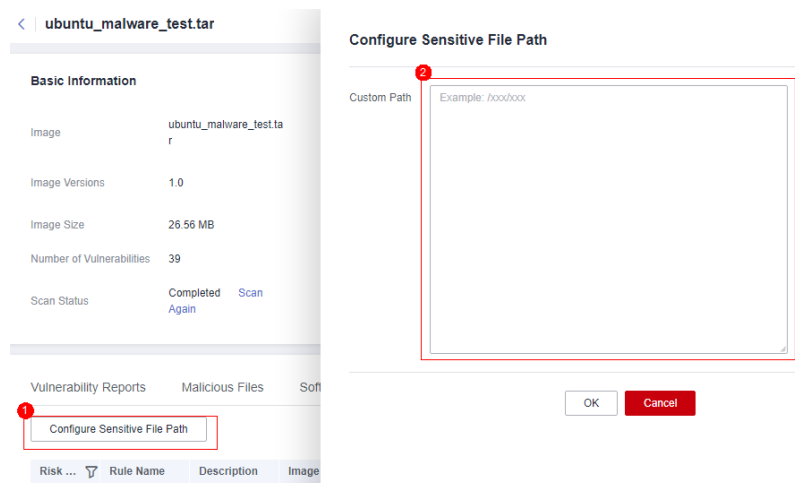 ubuntu_malware_test.tar
Basic Information
Image
ubuntu_malware_test.ta
r
Image Versions
1.0
Image Size
26.56 MB
Number of Vulnerabilities
39
Scan Status
Completed Scan
Again
Vulnerability Reports Malicious Files Soft
1
Configure Sensitive File Path
Risk ... Rule Name Description Image
Configure Sensitive File Path
2
Custom Path
Example: /xxx/xxx
OK Cancel